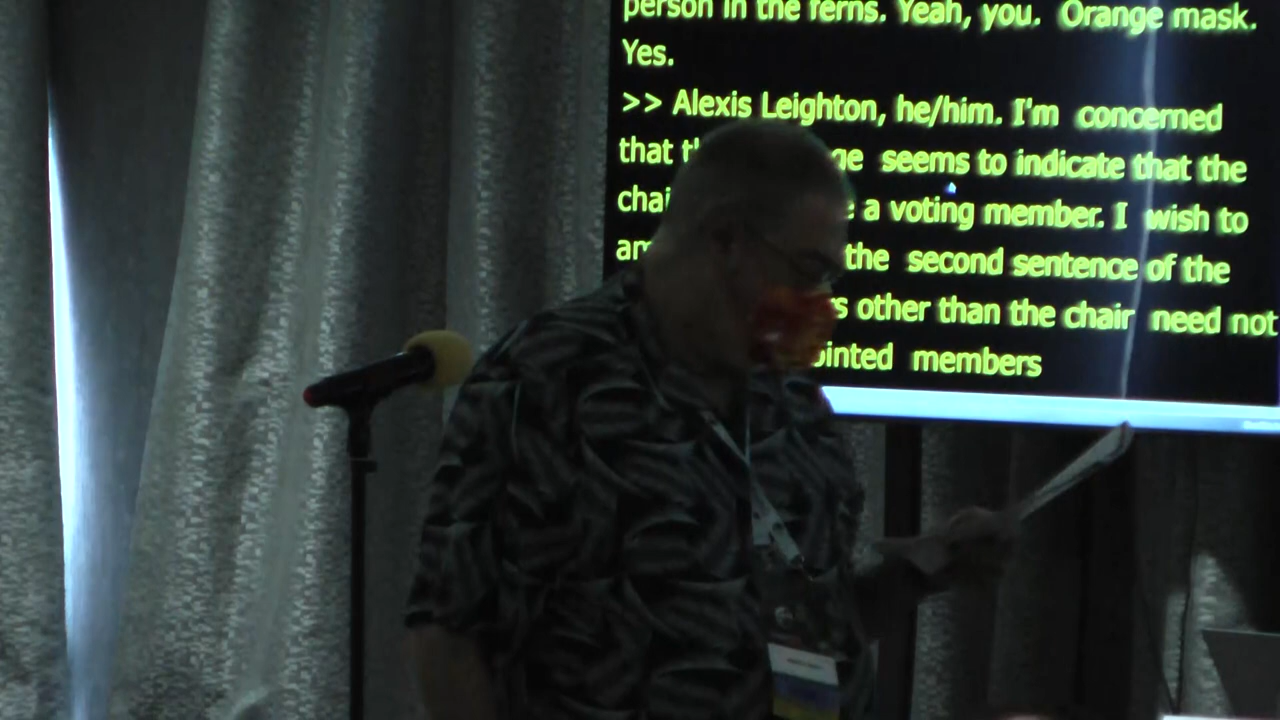 person in the ferns. Yeah, you. Orange mask.
Yes.
>> Alexis Leighton, he/him. I'm concerned
that seems to indicate that the
a voting member. I wish to
the second sentence of the
other than the chair need not
members